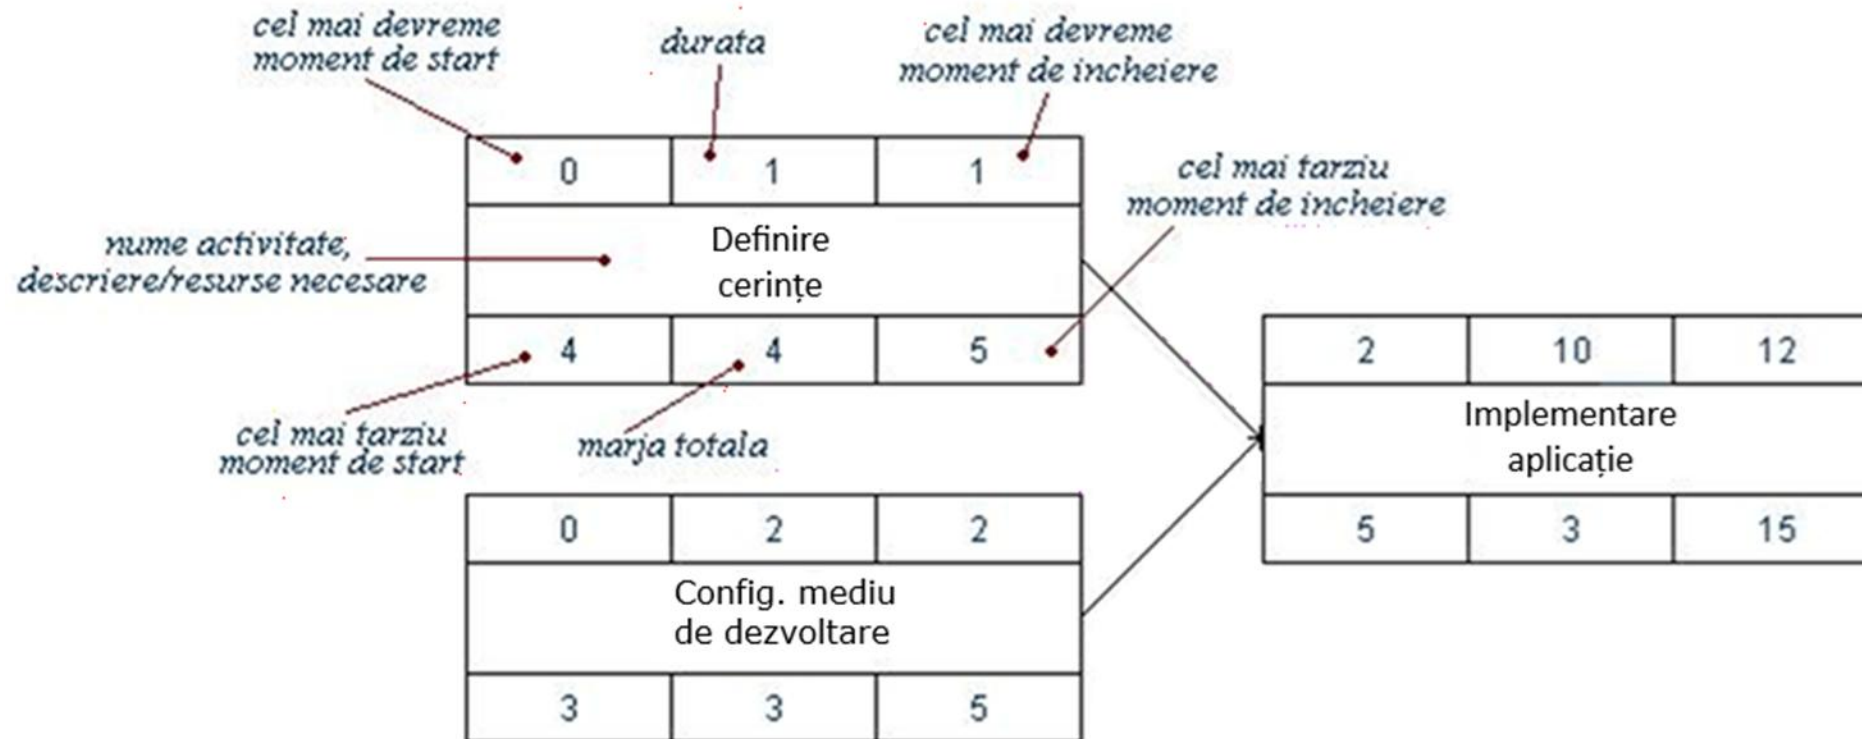 cel mai devreme
moment de start
durata
cel mai devreme
moment de incheiere
0 1 1
cel mai tarziu
moment de incheiere
nume activitate,
descriere/resurse necesare
Definire
cerințe
4 4 5
cel mai tarziu
moment de start
marja totala
2 10 12
Implementare
aplicație
5 3 15
0 2 2
Config. mediu
de dezvoltare
3 3 5